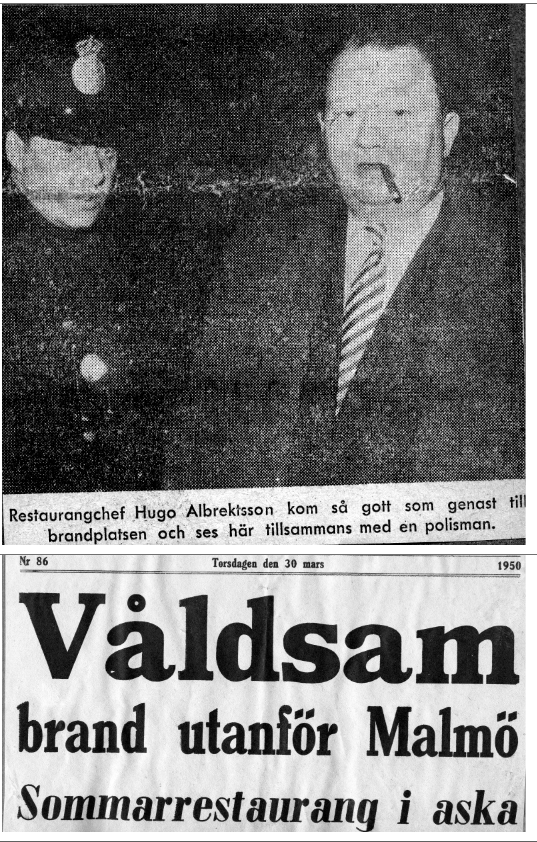 Restaurangchef Hugo Albrektsson kom så gott som genast till
brandplatsen och ses här tillsammans med en polisman.
Nr 86 Torsdagen den 30 mars 1950
Våldsam
brand utanför Malmö
Sommarrestaurang i aska